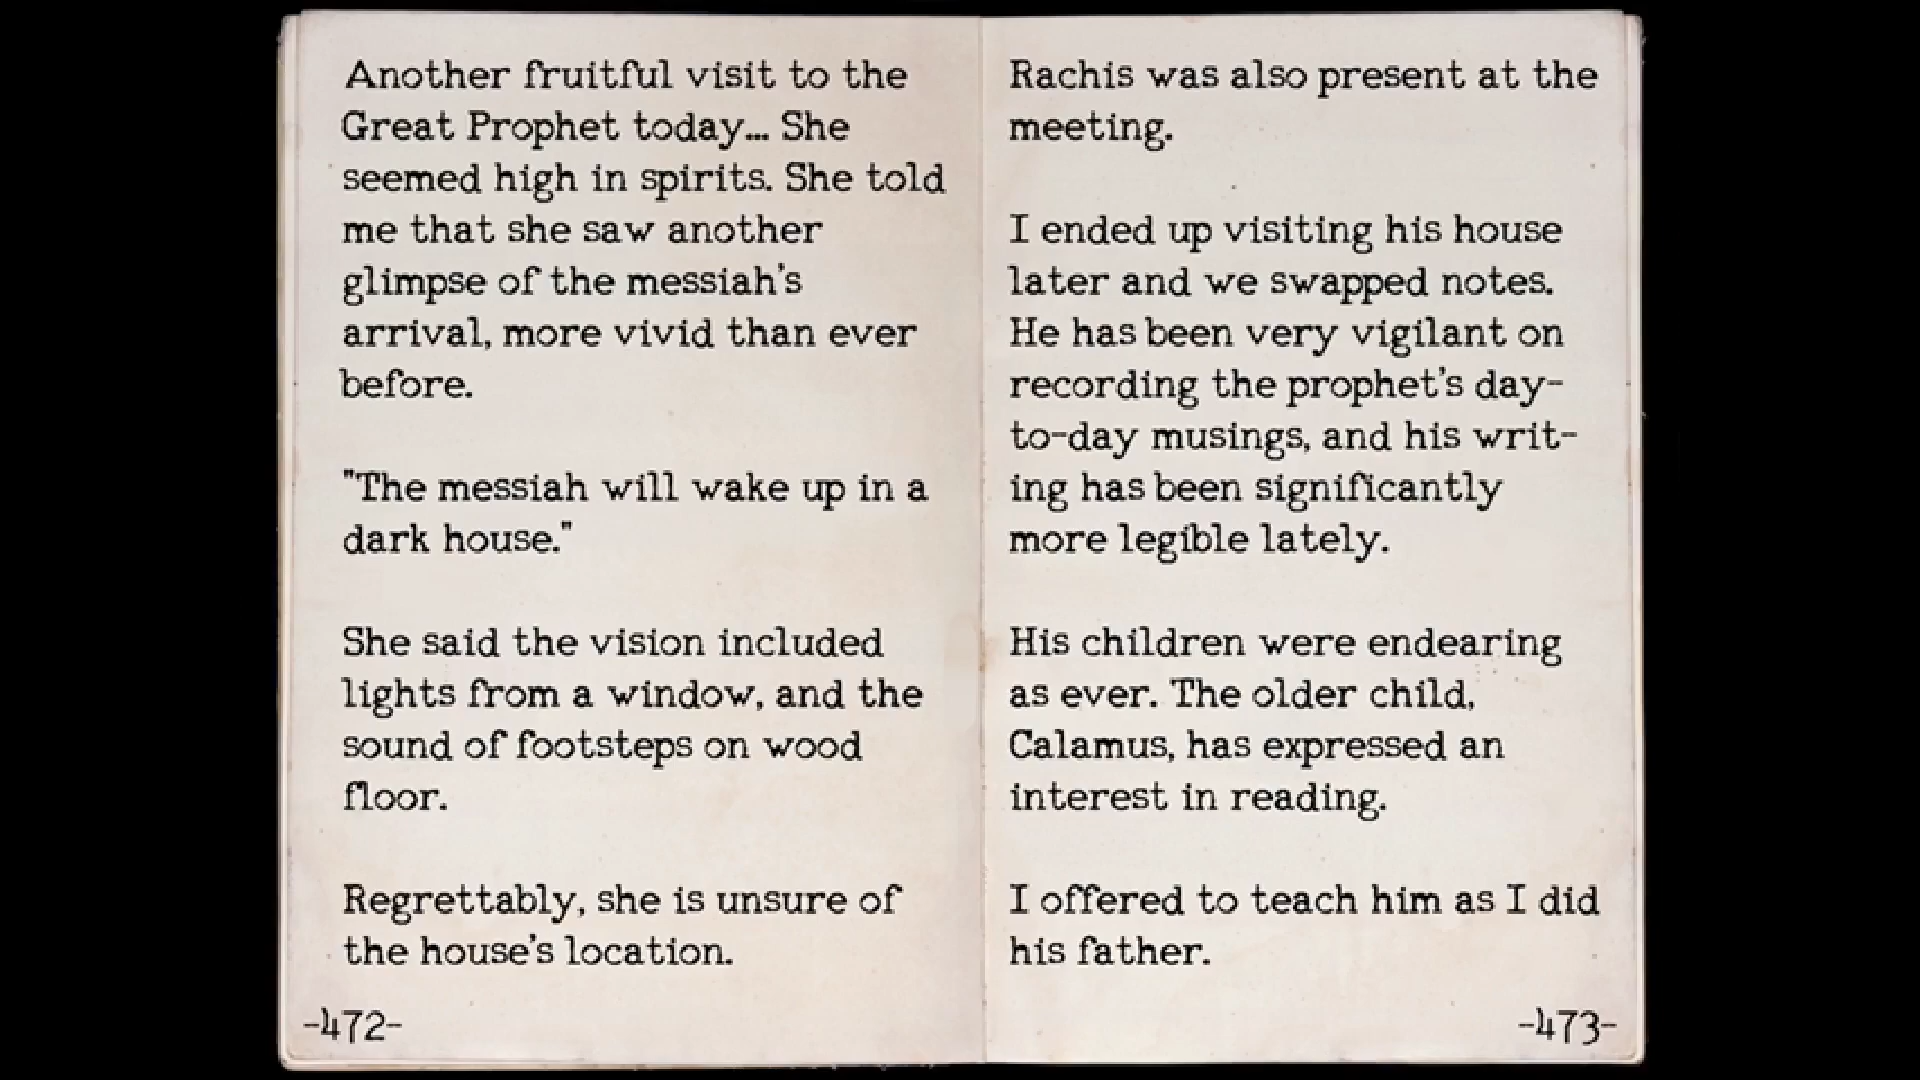 Another fruitful visit to the
Great Prophet today... She
seemed high in spirits. She told
me that she saw another
glimpse of the messiah's
arrival, more vivid than ever
before.
"The messiah will wake up in a
dark house."
She said the vision included
lights from a window, and the
sound of footsteps on wood
floor.
Regrettably, she is unsure of
the house's location.
-472-
Rachis was also present at the
meeting.
I ended up visiting his house
later and we swapped notes.
He has been very vigilant on
recording the prophet's day-
to-day musings, and his writ-
ing has been significantly
more legible lately.
His children were endearing
as ever. The older child,
Calamus, has expressed an
interest in reading.
I offered to teach him as I did
his father.
-473-